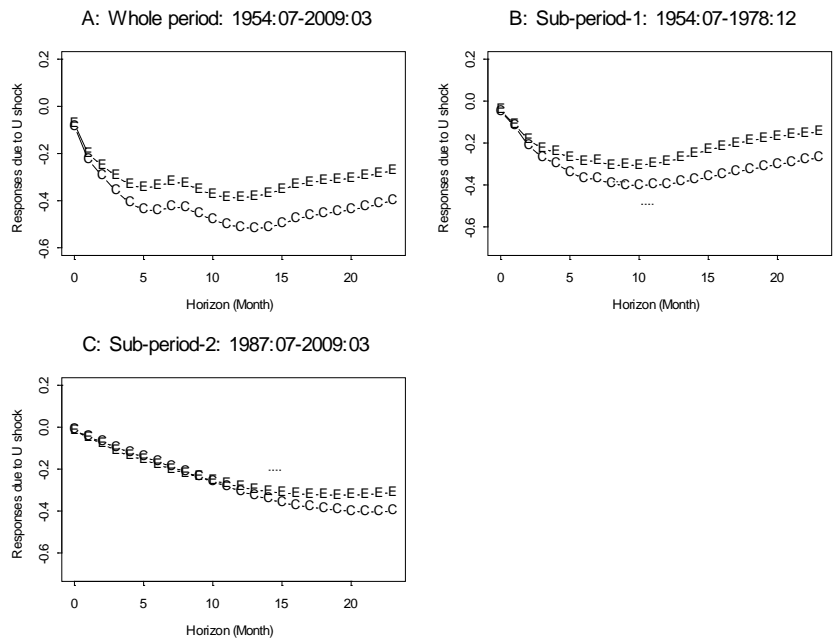 A: Whole period: 1954:07-2009:03
Responses due to U shock
0.2
0.0
-0.2
-0.4
-0.6
E E E E E E E E E E E E E E E E E E E E E E E E
C C C C C C C C C C C C C C C C C C C C C C C C
0 5 10 15 20
Horizon (Month)
B: Sub-period-1: 1954:07-1978:12
Responses due to U shock
0.2
0.0
-0.2
-0.4
-0.6
E E E E E E E E E E E E E E E E E E E E E E E E
C C C C C C C C C C C C C C C C C C C C C C C C
....
0 5 10 15 20
Horizon (Month)
C: Sub-period-2: 1987:07-2009:03
Responses due to U shock
0.2
0.0
-0.2
-0.4
-0.6
E E E E E E E E E E E E E E E E E E E E E E E E
C C C C C C C C C C C C C C C C C C C C C C C C
....
0 5 10 15 20
Horizon (Month)